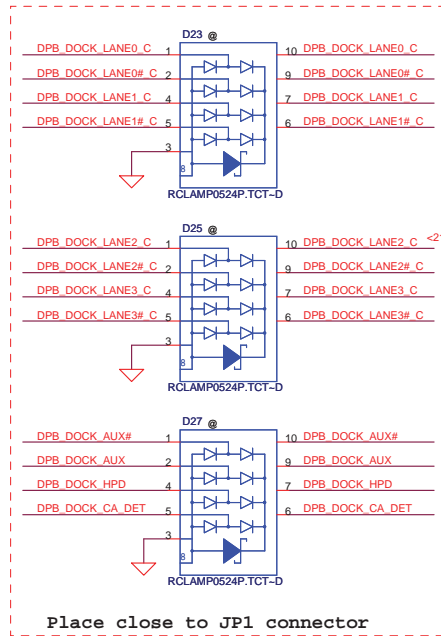 D23 @
DPB_DOCK_LANE0_C 1 10 DPB_DOCK_LANE0_C
DPB_DOCK_LANE0#_C 2 9 DPB_DOCK_LANE0#_C
DPB_DOCK_LANE1_C 4 7 DPB_DOCK_LANE1_C
DPB_DOCK_LANE1#_C 5 6 DPB_DOCK_LANE1#_C
3
8
RCLAMP0524P.TCT~D
D25 @
DPB_DOCK_LANE2_C 1 10 DPB_DOCK_LANE2_C <21
DPB_DOCK_LANE2#_C 2 9 DPB_DOCK_LANE2#_C
DPB_DOCK_LANE3_C 4 7 DPB_DOCK_LANE3_C
DPB_DOCK_LANE3#_C 5 6 DPB_DOCK_LANE3#_C
3
8
RCLAMP0524P.TCT~D
D27 @
DPB_DOCK_AUX# 1 10 DPB_DOCK_AUX#
DPB_DOCK_AUX 2 9 DPB_DOCK_AUX
DPB_DOCK_HPD 4 7 DPB_DOCK_HPD
DPB_DOCK_CA_DET 5 6 DPB_DOCK_CA_DET
3
8
RCLAMP0524P.TCT~D
Place close to JP1 connector